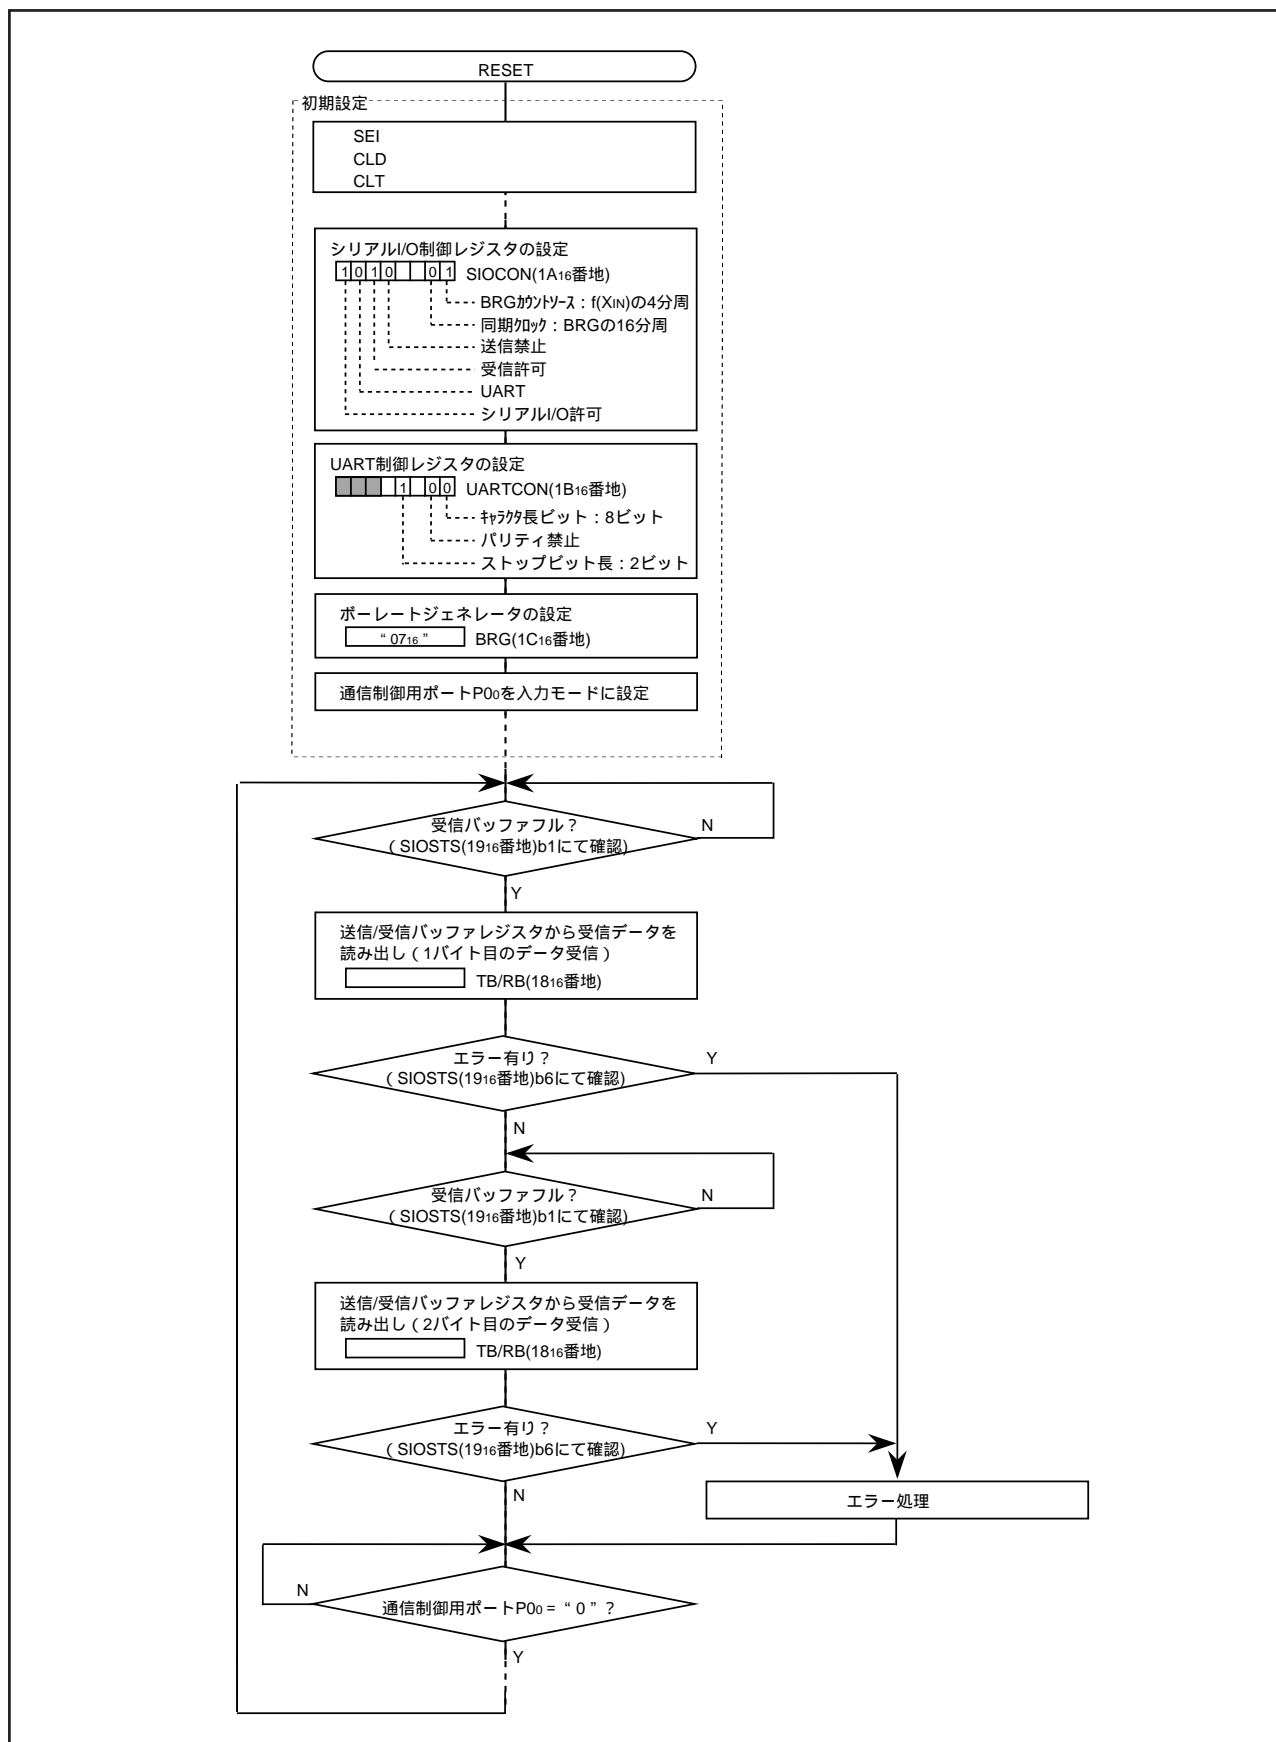 RESET
初期設定
SEI
CLD
CLT
シリアルI/O制御レジスタの設定
1 0 1 0 0 1 SIOCON(1A16番地)
BRGｶｳﾝﾄｿｰｽ：f(XIN)の4分周
同期ｸﾛｯｸ：BRGの16分周
送信禁止
受信許可
UART
シリアルI/O許可
UART制御レジスタの設定
1 0 0 UARTCON(1B16番地)
ｷｬﾗｸﾀ長ビット：8ビット
パリティ禁止
ストップビット長：2ビット
ボーレートジェネレータの設定
“ 0716 ” BRG(1C16番地)
通信制御用ポートP00を入力モードに設定
受信バッファフル？
N
( SIOSTS(1916番地)b1にて確認)
Y
送信/受信バッファレジスタから受信データを
読み出し（1バイト目のデータ受信）
TB/RB(1816番地)
エラー有り？
Y
( SIOSTS(1916番地)b6にて確認)
N
受信バッファフル？
N
( SIOSTS(1916番地)b1にて確認)
Y
送信/受信バッファレジスタから受信データを
読み出し（2バイト目のデータ受信）
TB/RB(1816番地)
エラー有り？
Y
( SIOSTS(1916番地)b6にて確認)
N
エラー処理
N
通信制御用ポートP00 = “ 0 ” ？
Y